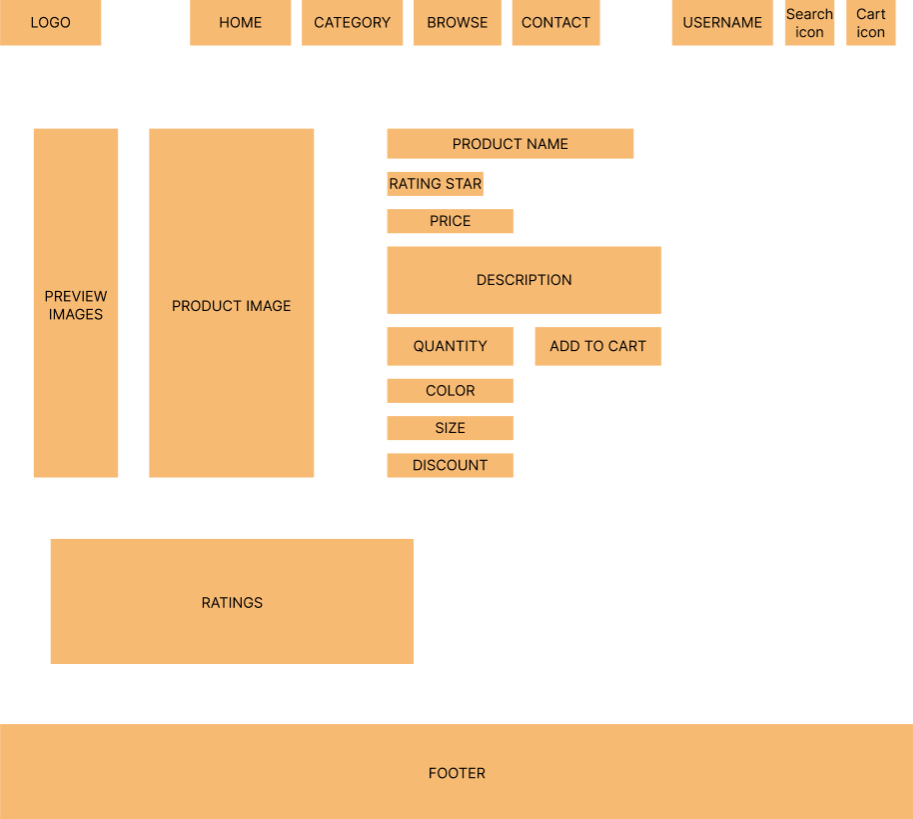 LOGO
HOME
CATEGORY
BROWSE
CONTACT
USERNAME
Search
icon
Cart
icon
PREVIEW
IMAGES
PRODUCT IMAGE
PRODUCT NAME
RATING STAR
PRICE
DESCRIPTION
QUANTITY
ADD TO CART
COLOR
SIZE
DISCOUNT
RATINGS
FOOTER